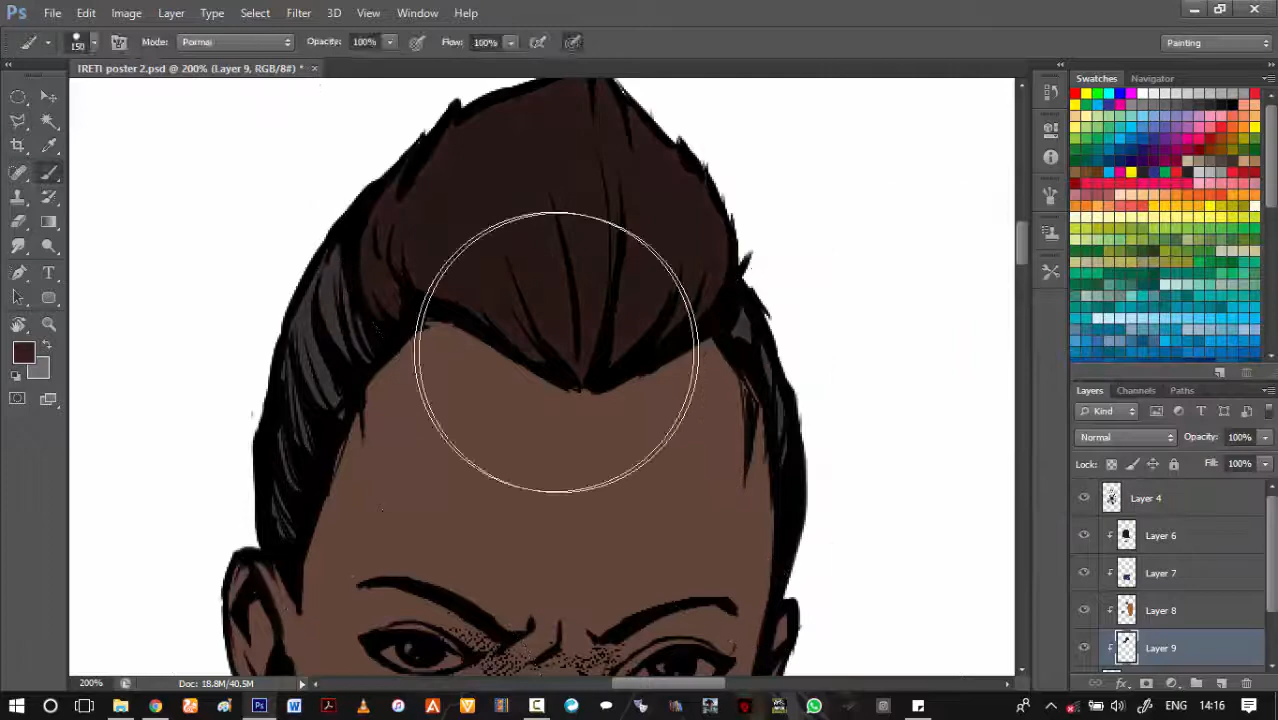 Ps File Edit Image Layer Type Select Filter 3D View Window Help
150 Mode: Normal Opacity: 100% Flow: 100% Painting
IRETI poster 2.psd @ 200% (Layer 9, RGB/8#) * ×
Swatches Navigator
Layers Channels Paths
Kind
Normal Opacity: 100%
Lock: Fill: 100%
Layer 4
Layer 6
Layer 7
Layer 8
Layer 9
200% Doc: 18.8M/40.5M
ENG 14:16